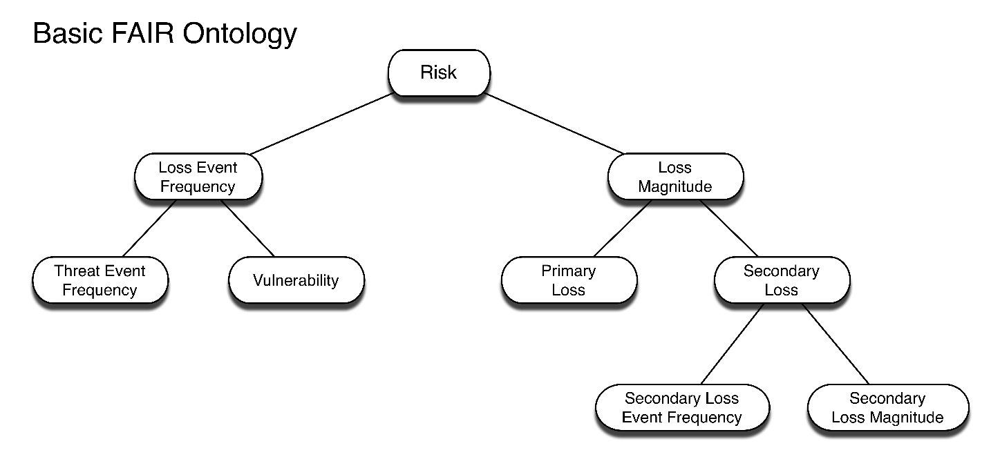 Basic FAIR Ontology
Risk
Loss Event
Frequency
Loss
Magnitude
Threat Event
Frequency
Vulnerability
Primary
Loss
Secondary
Loss
Secondary Loss
Event Frequency
Secondary
Loss Magnitude